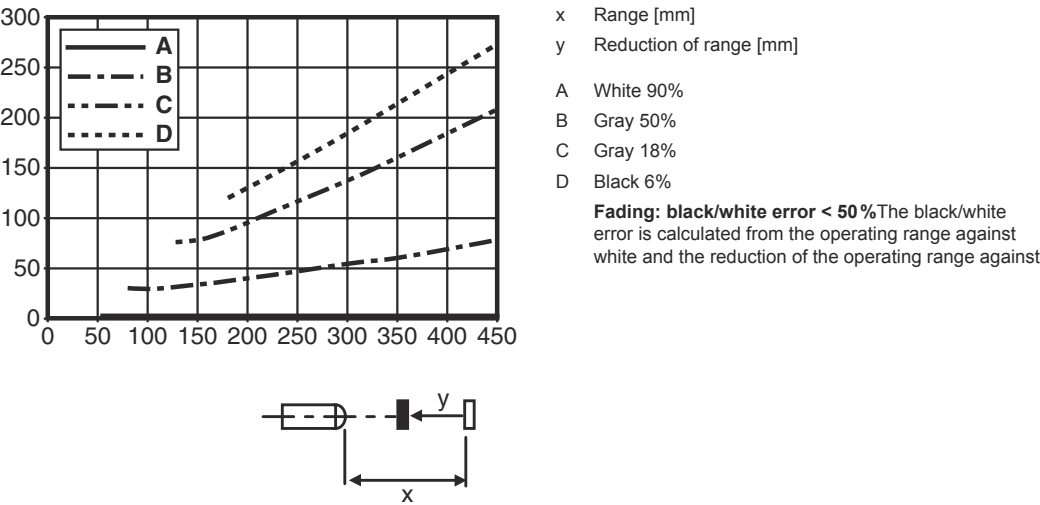 300
250
200
150
100
50
0
0 50 100 150 200 250 300 350 400 450
A
B
C
D
x Range [mm]
y Reduction of range [mm]
A White 90%
B Gray 50%
C Gray 18%
D Black 6%
Fading: black/white error < 50 %The black/white
error is calculated from the operating range against
white and the reduction of the operating range against
y
x